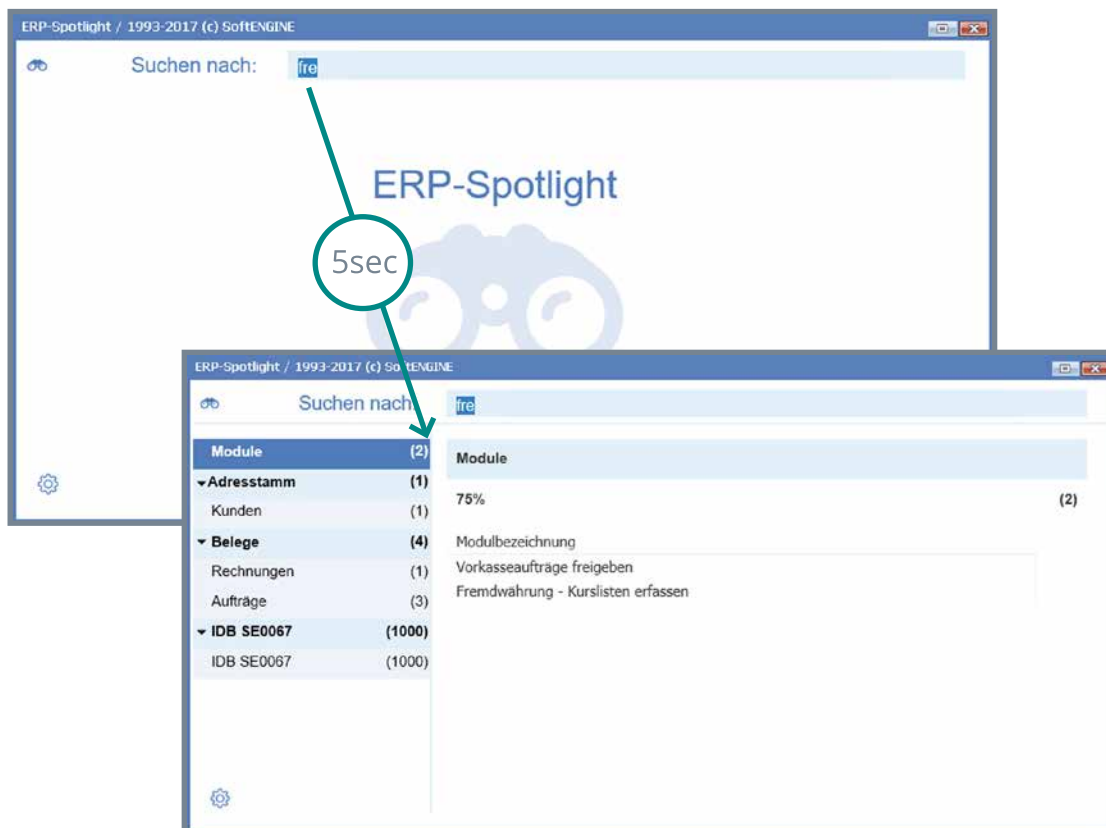 ERP-Spotlight / 1993-2017 (c) SoftENGINE
Suchen nach: fre
ERP-Spotlight
5sec
ERP-Spotlight / 1993-2017 (c) SoftENGINE
Suchen nach: fre
Module (2)
Adresstamm (1)
Kunden (1)
Belege (4)
Rechnungen (1)
Aufträge (3)
IDB SE0067 (1000)
IDB SE0067 (1000)
Module
75% (2)
Modulbezeichnung
Vorkasseaufträge freigeben
Fremdwährung - Kurslisten erfassen